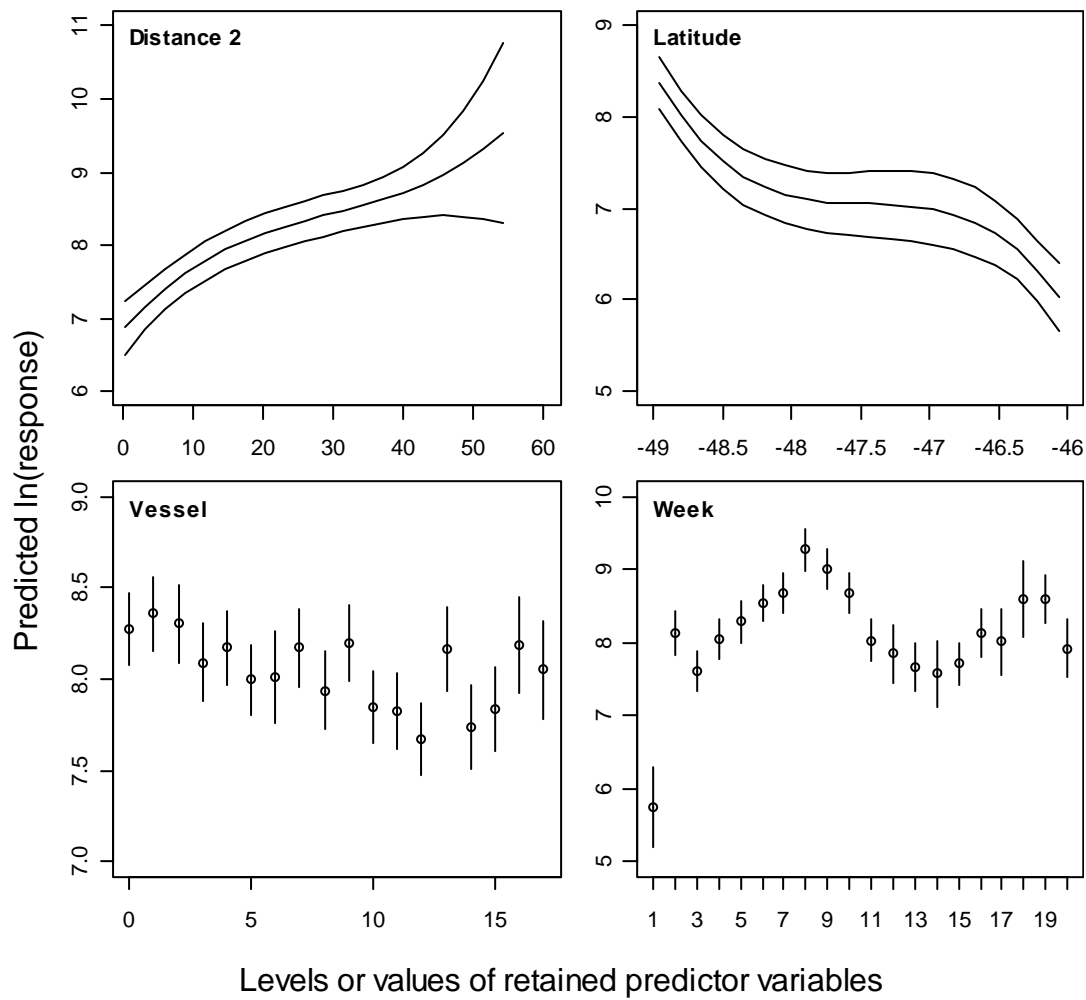 Distance 2
11
10
9
8
7
6
0 10 20 30 40 50 60
Latitude
9
8
7
6
5
-49 -48.5 -48 -47.5 -47 -46.5 -46
Predicted ln(response)
Vessel
9.0
8.5
8.0
7.5
7.0
0 5 10 15
Week
10
9
8
7
6
5
1 3 5 7 9 11 13 15 17 19
Levels or values of retained predictor variables